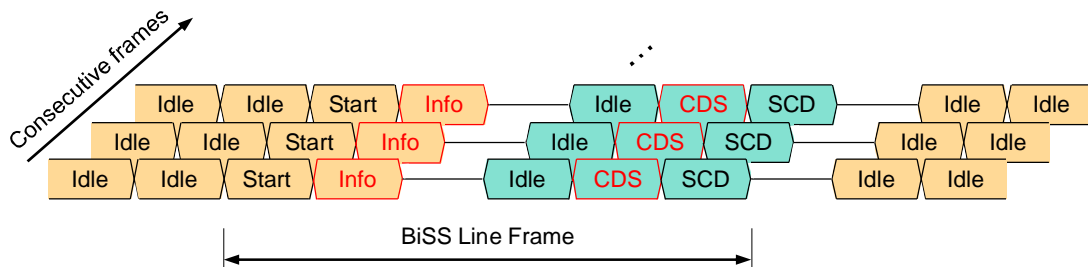 Consecutive frames
...
Idle Idle Start Info Idle CDS SCD Idle Idle
Idle Idle Start Info Idle CDS SCD Idle Idle
Idle Idle Start Info Idle CDS SCD Idle Idle
BiSS Line Frame